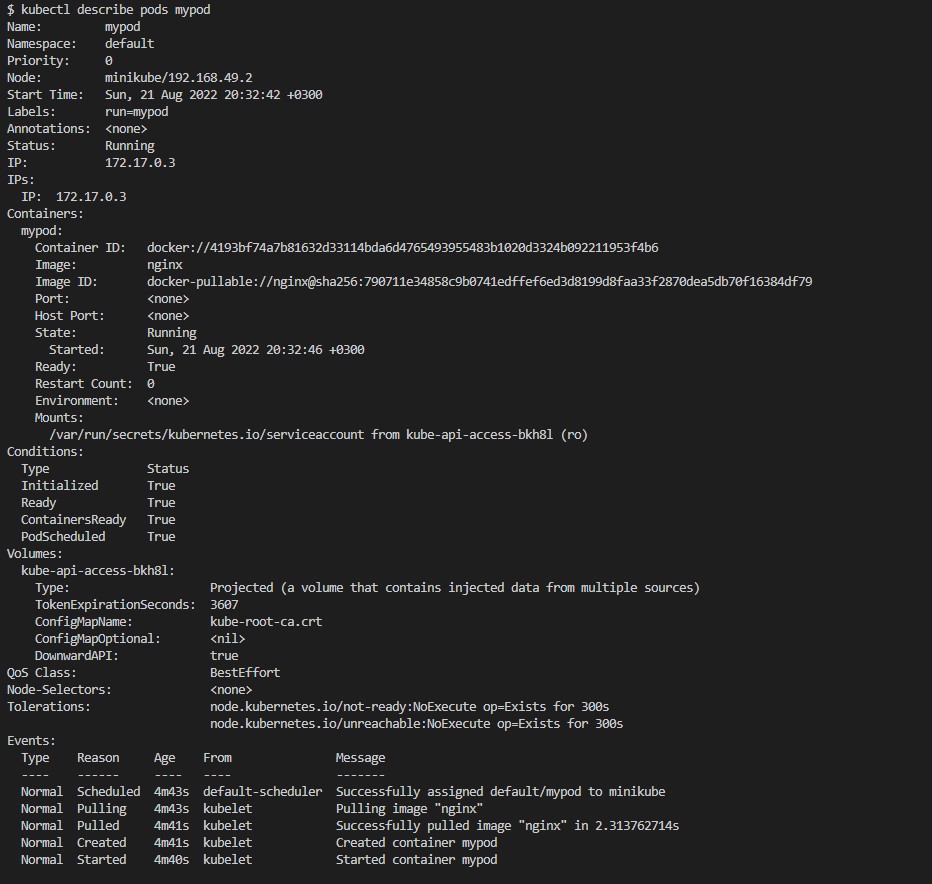 $ kubectl describe pods mypod
Name:         mypod
Namespace:    default
Priority:     0
Node:         minikube/192.168.49.2
Start Time:   Sun, 21 Aug 2022 20:32:42 +0300
Labels:       run=mypod
Annotations:  <none>
Status:       Running
IP:           172.17.0.3
IPs:
  IP:  172.17.0.3
Containers:
  mypod:
    Container ID:   docker://4193bf74a7b81632d33114bda6d4765493955483b1020d3324b092211953f4b6
    Image:          nginx
    Image ID:       docker-pullable://nginx@sha256:790711e34858c9b0741edffef6ed3d8199d8faa33f2870dea5db70f16384df79
    Port:           <none>
    Host Port:      <none>
    State:          Running
      Started:      Sun, 21 Aug 2022 20:32:46 +0300
    Ready:          True
    Restart Count:  0
    Environment:    <none>
    Mounts:
      /var/run/secrets/kubernetes.io/serviceaccount from kube-api-access-bkh8l (ro)
Conditions:
  Type              Status
  Initialized       True
  Ready             True
  ContainersReady   True
  PodScheduled      True
Volumes:
  kube-api-access-bkh8l:
    Type:                    Projected (a volume that contains injected data from multiple sources)
    TokenExpirationSeconds:  3607
    ConfigMapName:           kube-root-ca.crt
    ConfigMapOptional:       <nil>
    DownwardAPI:             true
QoS Class:                   BestEffort
Node-Selectors:              <none>
Tolerations:                 node.kubernetes.io/not-ready:NoExecute op=Exists for 300s
                             node.kubernetes.io/unreachable:NoExecute op=Exists for 300s
Events:
  Type    Reason     Age    From               Message
  ----    ------     ----   ----               -------
  Normal  Scheduled  4m43s  default-scheduler  Successfully assigned default/mypod to minikube
  Normal  Pulling    4m43s  kubelet            Pulling image "nginx"
  Normal  Pulled     4m41s  kubelet            Successfully pulled image "nginx" in 2.313762714s
  Normal  Created    4m41s  kubelet            Created container mypod
  Normal  Started    4m40s  kubelet            Started container mypod